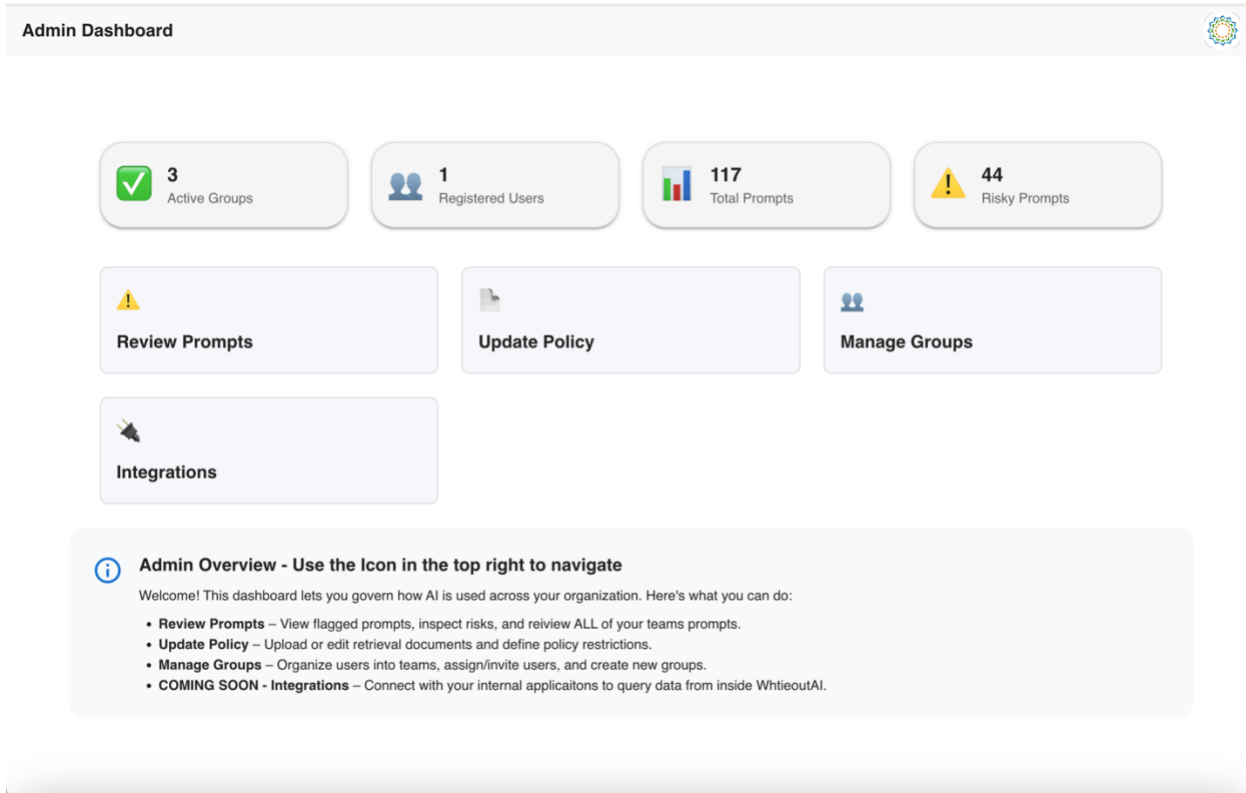 Admin Dashboard
3
Active Groups
1
Registered Users
117
Total Prompts
44
Risky Prompts
Review Prompts
Update Policy
Manage Groups
Integrations
Admin Overview - Use the Icon in the top right to navigate
Welcome! This dashboard lets you govern how AI is used across your organization. Here's what you can do:
• Review Prompts – View flagged prompts, inspect risks, and reiview ALL of your teams prompts.
• Update Policy – Upload or edit retrieval documents and define policy restrictions.
• Manage Groups – Organize users into teams, assign/invite users, and create new groups.
• COMING SOON - Integrations – Connect with your internal applicaitons to query data from inside WhtieoutAI.